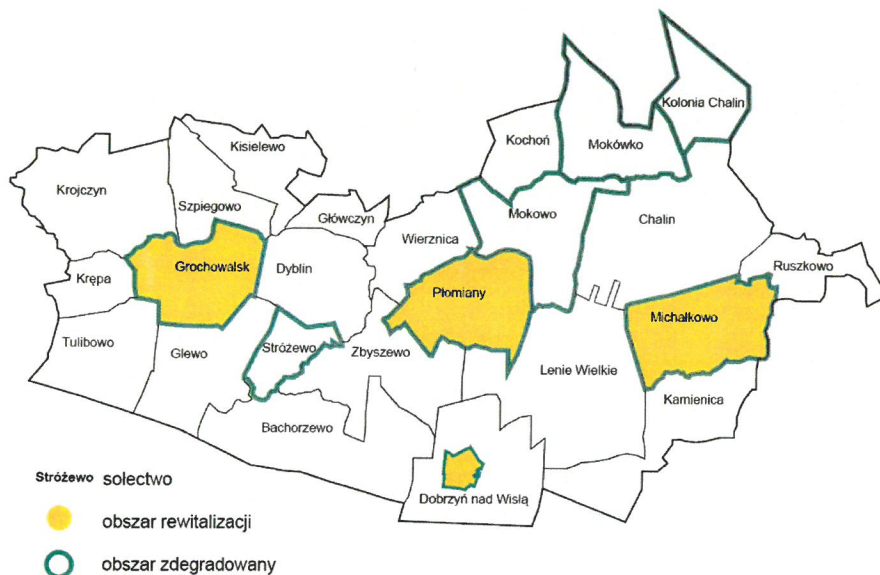 Kolonia Chalin
Kochoń
Mokówko
Kisielewo
Krojczyn
Szpiegowo
Główczyn
Mokowo
Chalin
Wierznica
Grochowalsk
Dyblin
Ruszkowo
Krępa
Płomiany
Michałkowo
Tulibowo
Glewo
Stróżewo
Zbyszewo
Lenie Wielkie
Kamienica
Bachorzewo
Dobrzyń nad Wisłą
Stróżewo sołectwo
obszar rewitalizacji
obszar zdegradowany